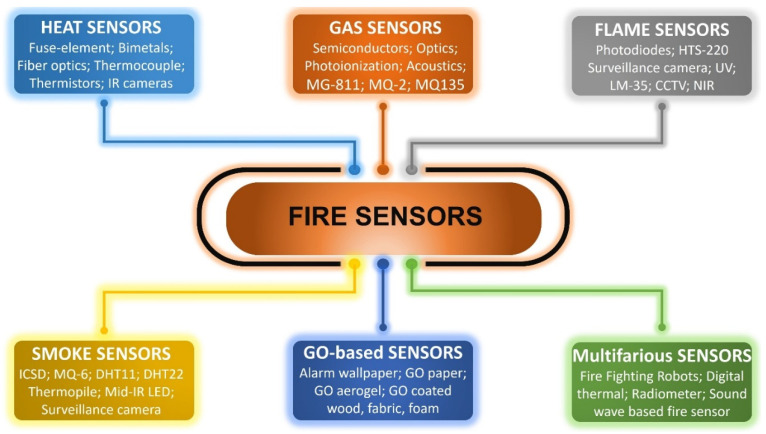 HEAT SENSORS
Fuse-element; Bimetals;
Fiber optics; Thermocouple;
Thermistors; IR cameras
GAS SENSORS
Semiconductors; Optics;
Photoionization; Acoustics;
MG-811; MQ-2; MQ135
FLAME SENSORS
Photodiodes; HTS-220
Surveillance camera; UV;
LM-35; CCTV; NIR
FIRE SENSORS
SMOKE SENSORS
ICSD; MQ-6; DHT11; DHT22
Thermopile; Mid-IR LED;
Surveillance camera
GO-based SENSORS
Alarm wallpaper; GO paper;
GO aerogel; GO coated
wood, fabric, foam
Multifarious SENSORS
Fire Fighting Robots; Digital
thermal; Radiometer; Sound
wave based fire sensor